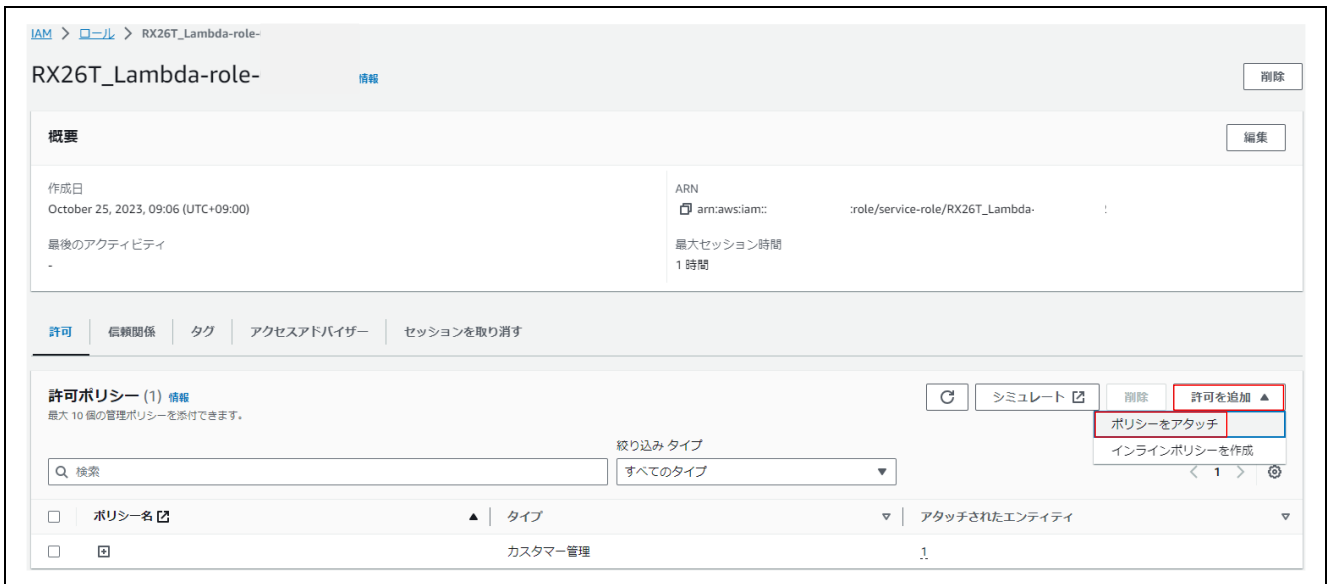 IAM > ロール > RX26T_Lambda-role-
RX26T_Lambda-role- 情報 削除
概要 編集
作成日 ARN
October 25, 2023, 09:06 (UTC+09:00) arn:aws:iam:: :role/service-role/RX26T_Lambda-
最後のアクティビティ 最大セッション時間
- 1 時間
許可 信頼関係 タグ アクセスアドバイザー セッションを取り消す
許可ポリシー (1) 情報 シミュレート 削除 許可を追加 ▲
最大 10 個の管理ポリシーを添付できます。
ポリシーをアタッチ
絞り込み タイプ インラインポリシーを作成
検索 すべてのタイプ ▼ < 1 >
ポリシー名 ▲ タイプ ▽ アタッチされたエンティティ ▽
カスタマー管理 1